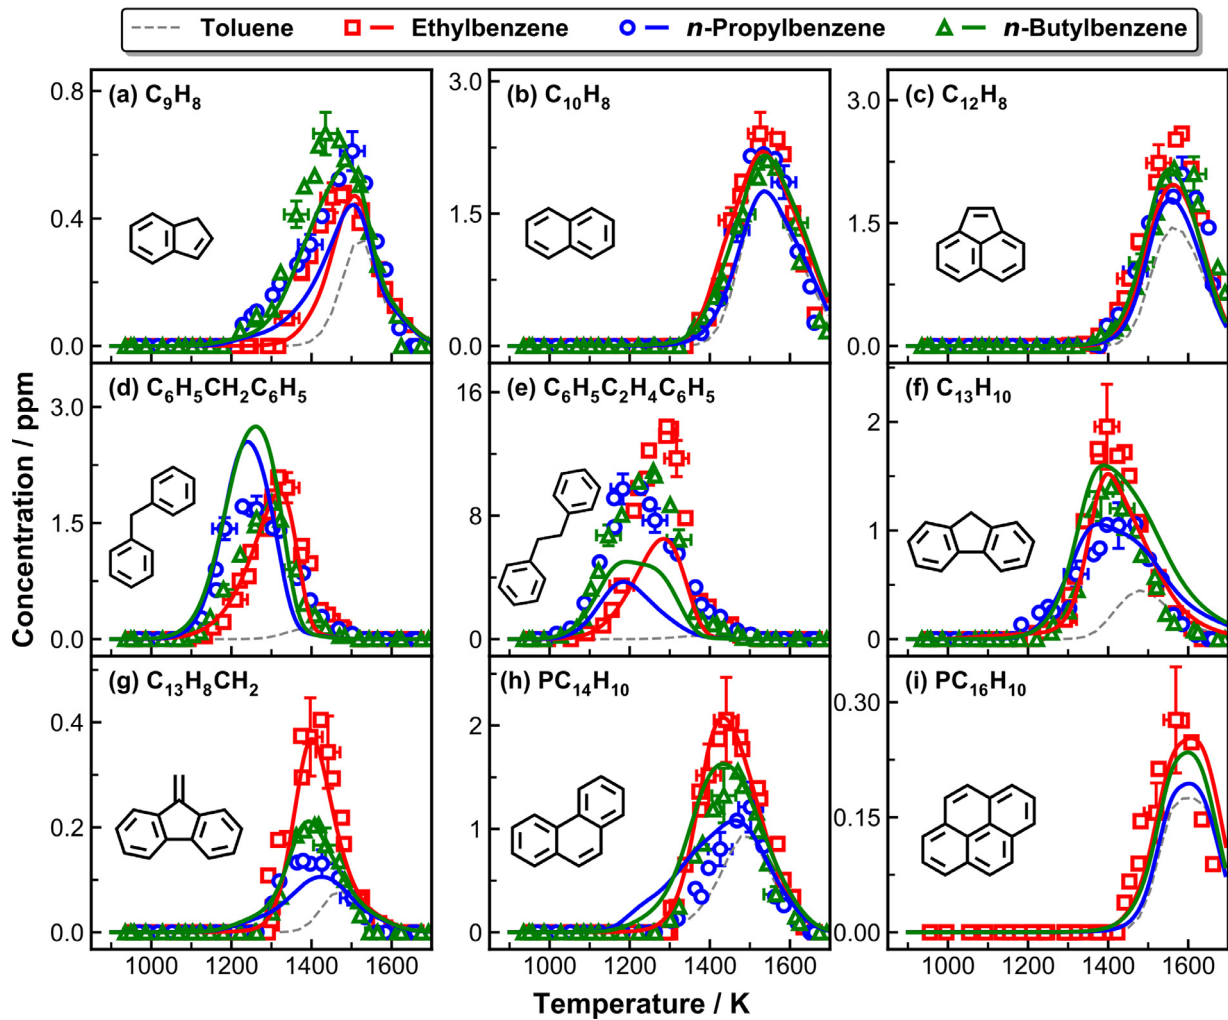 Toluene Ethylbenzene n-Propylbenzene n-Butylbenzene
(a) C₉H₈
(b) C₁₀H₈
(c) C₁₂H₈
0.8
0.4
0.0
3.0
1.5
0.0
3.0
1.5
0.0
(d) C₆H₅CH₂C₆H₅
(e) C₆H₅C₂H₄C₆H₅
(f) C₁₃H₁₀
3.0
1.5
0.0
16
8
0
2
1
0
(g) C₁₃H₈CH₂
(h) PC₁₄H₁₀
(i) PC₁₆H₁₀
0.4
0.2
0.0
2
1
0
0.30
0.15
0.00
1000 1200 1400 1600
1000 1200 1400 1600
1000 1200 1400 1600
Concentration / ppm
Temperature / K